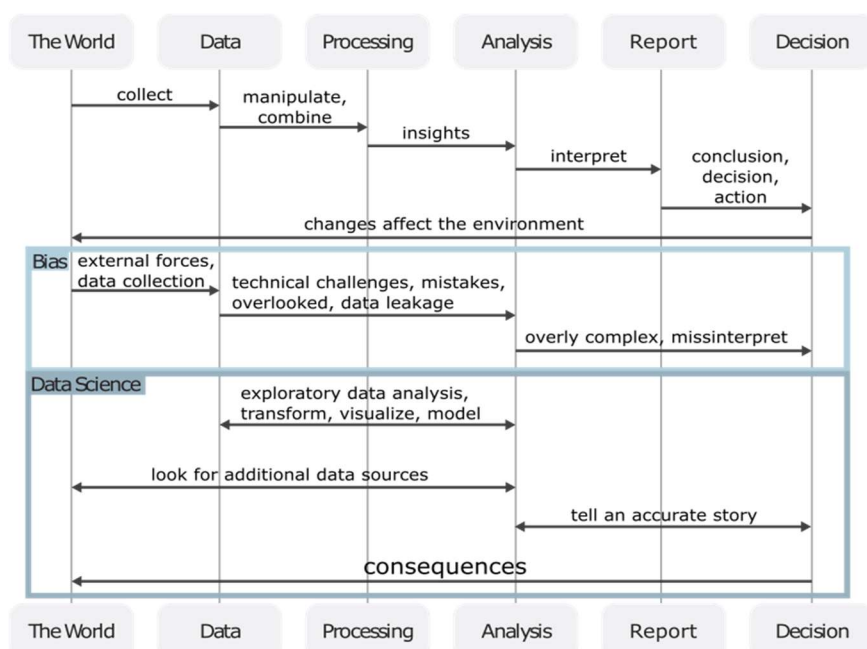 The World Data Processing Analysis Report Decision
collect
manipulate,
combine
insights
interpret
conclusion,
decision,
action
changes affect the environment
Bias
external forces,
data collection
technical challenges, mistakes,
overlooked, data leakage
overly complex, missinterpret
Data Science
exploratory data analysis,
transform, visualize, model
look for additional data sources
tell an accurate story
consequences
The World Data Processing Analysis Report Decision